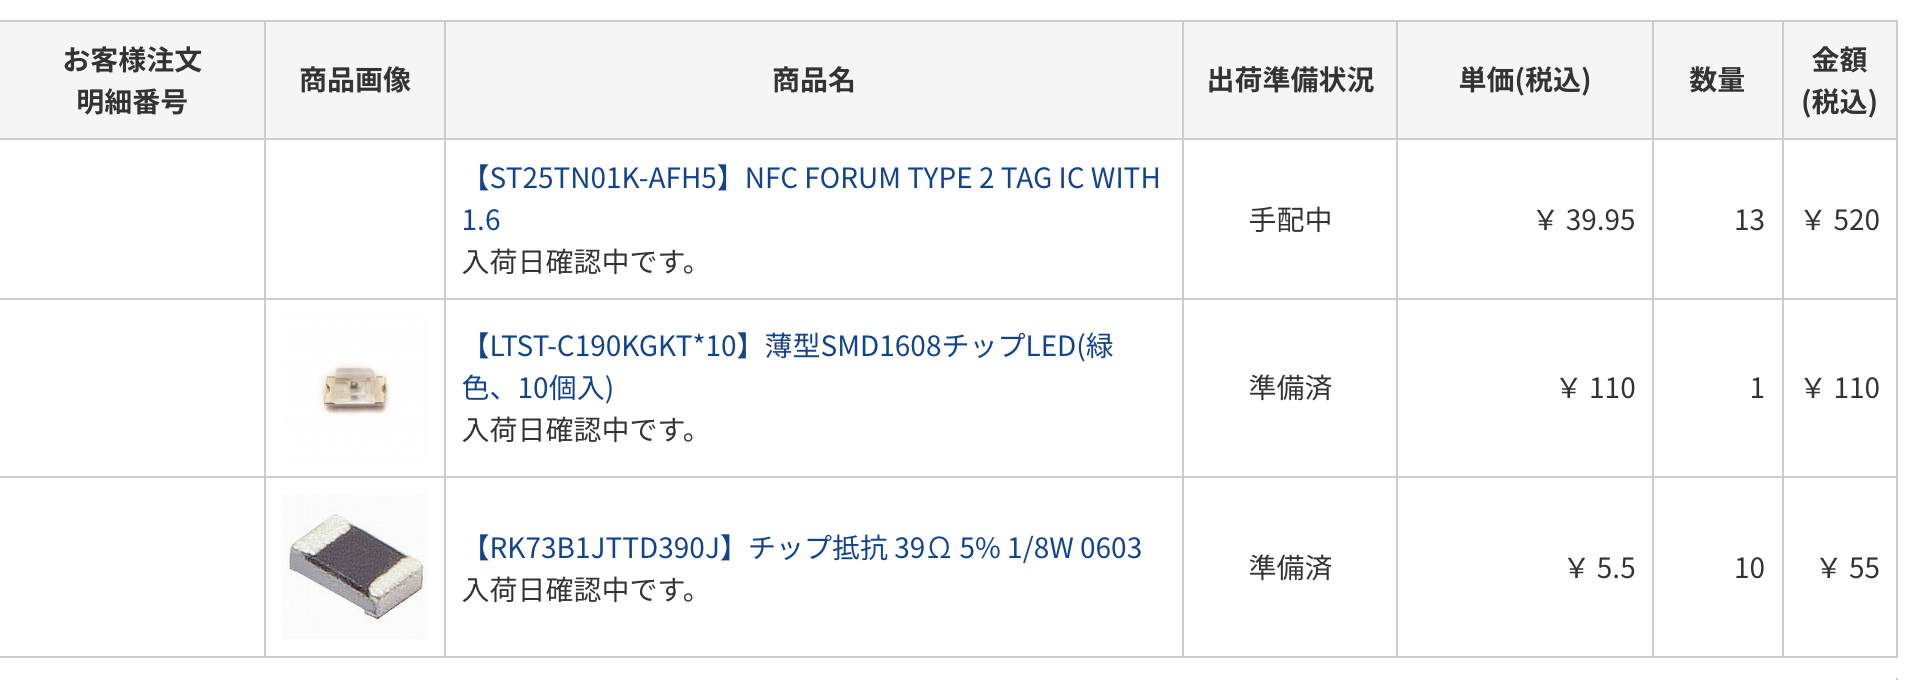 お客様注文
明細番号
商品画像
商品名
出荷準備状況
単価(税込)
数量
金額
(税込)
【ST25TN01K-AFH5】NFC FORUM TYPE 2 TAG IC WITH
1.6
入荷日確認中です。
手配中
￥ 39.95
13
￥ 520
【LTST-C190KGKT*10】薄型SMD1608チップLED(緑
色、10個入)
入荷日確認中です。
準備済
￥ 110
1
￥ 110
【RK73B1JTTD390J】チップ抵抗 39Ω 5% 1/8W 0603
入荷日確認中です。
準備済
￥ 5.5
10
￥ 55